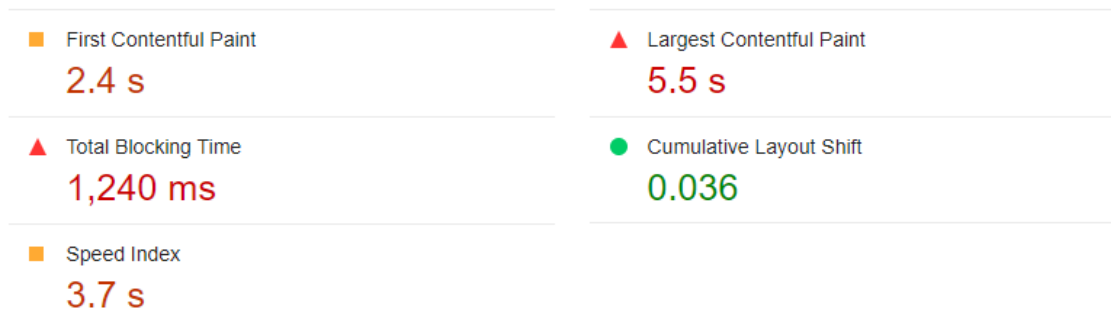 First Contentful Paint
2.4 s
Largest Contentful Paint
5.5 s
Total Blocking Time
1,240 ms
Cumulative Layout Shift
0.036
Speed Index
3.7 s